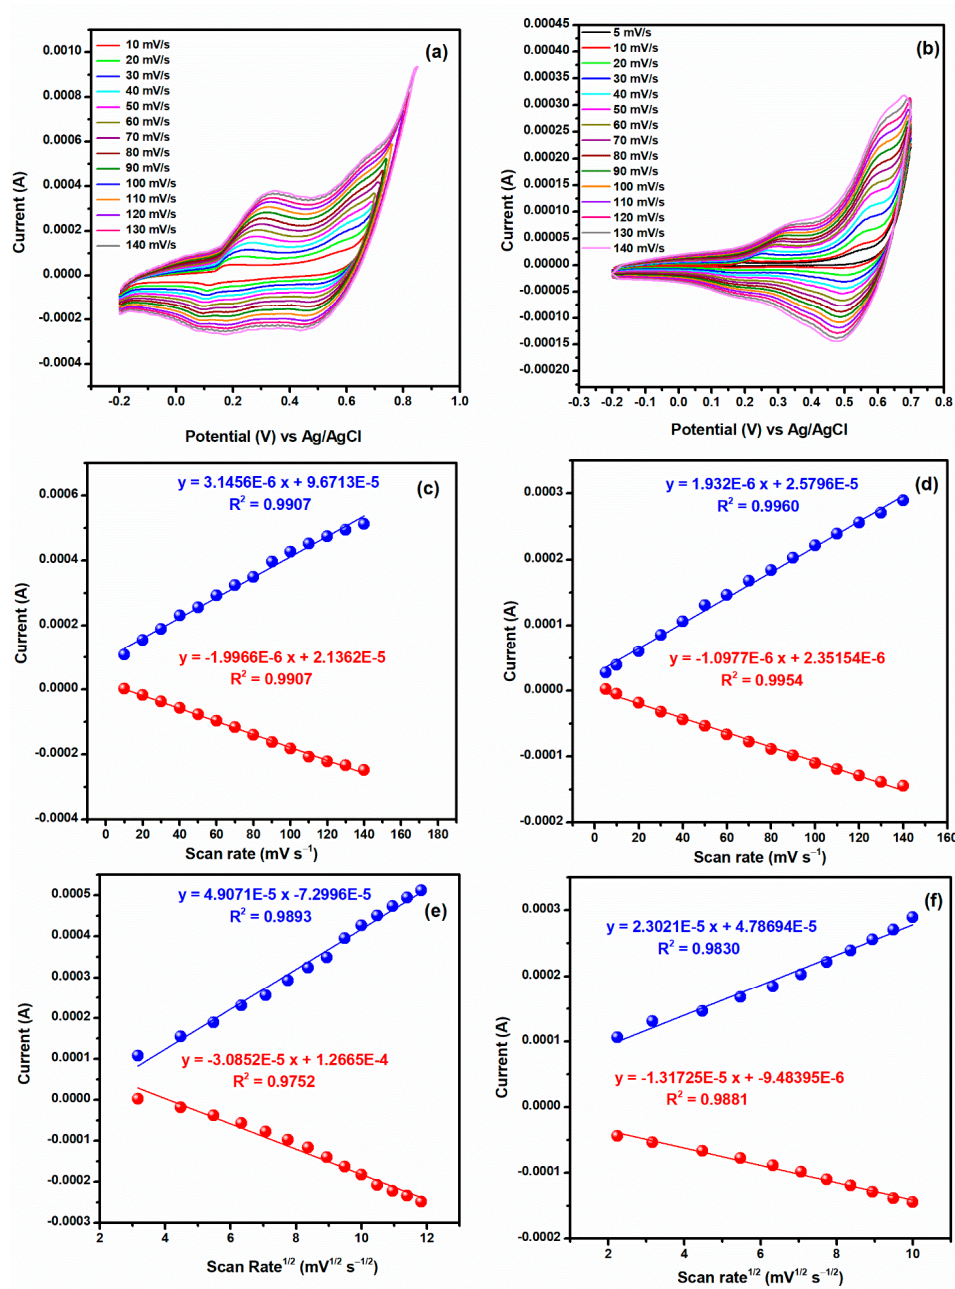 (a)
10 mV/s
20 mV/s
30 mV/s
40 mV/s
50 mV/s
60 mV/s
70 mV/s
80 mV/s
90 mV/s
100 mV/s
110 mV/s
120 mV/s
130 mV/s
140 mV/s
0.0010
0.0008
0.0006
0.0004
0.0002
0.0000
-0.0002
-0.0004
Current (A)
-0.2 0.0 0.2 0.4 0.6 0.8 1.0
Potential (V) vs Ag/AgCl
(b)
5 mV/s
10 mV/s
20 mV/s
30 mV/s
40 mV/s
50 mV/s
60 mV/s
70 mV/s
80 mV/s
90 mV/s
100 mV/s
110 mV/s
120 mV/s
130 mV/s
140 mV/s
0.00045
0.00040
0.00035
0.00030
0.00025
0.00020
0.00015
0.00010
0.00005
0.00000
-0.00005
-0.00010
-0.00015
-0.00020
Current (A)
-0.3 -0.2 -0.1 0.0 0.1 0.2 0.3 0.4 0.5 0.6 0.7 0.8
Potential (V) vs Ag/AgCl
(c)
y = 3.1456E-6 x + 9.6713E-5
R² = 0.9907
y = -1.9966E-6 x + 2.1362E-5
R² = 0.9907
0.0006
0.0004
0.0002
0.0000
-0.0002
-0.0004
Current (A)
0 20 40 60 80 100 120 140 160 180
Scan rate (mV s⁻¹)
(d)
y = 1.932E-6 x + 2.5796E-5
R² = 0.9960
y = -1.0977E-6 x + 2.35154E-6
R² = 0.9954
0.0003
0.0002
0.0001
0.0000
-0.0001
-0.0002
Current (A)
0 20 40 60 80 100 120 140 160
Scan rate (mV s⁻¹)
(e)
y = 4.9071E-5 x -7.2996E-5
R² = 0.9893
y = -3.0852E-5 x + 1.2665E-4
R² = 0.9752
0.0005
0.0004
0.0003
0.0002
0.0001
0.0000
-0.0001
-0.0002
-0.0003
Current (A)
2 4 6 8 10 12
Scan Rate¹ᐟ² (mV¹ᐟ² s⁻¹ᐟ²)
(f)
y = 2.3021E-5 x + 4.78694E-5
R² = 0.9830
y = -1.31725E-5 x + -9.48395E-6
R² = 0.9881
0.0003
0.0002
0.0001
0.0000
-0.0001
-0.0002
Current (A)
2 4 6 8 10
Scan rate¹ᐟ² (mV¹ᐟ² s⁻¹ᐟ²)